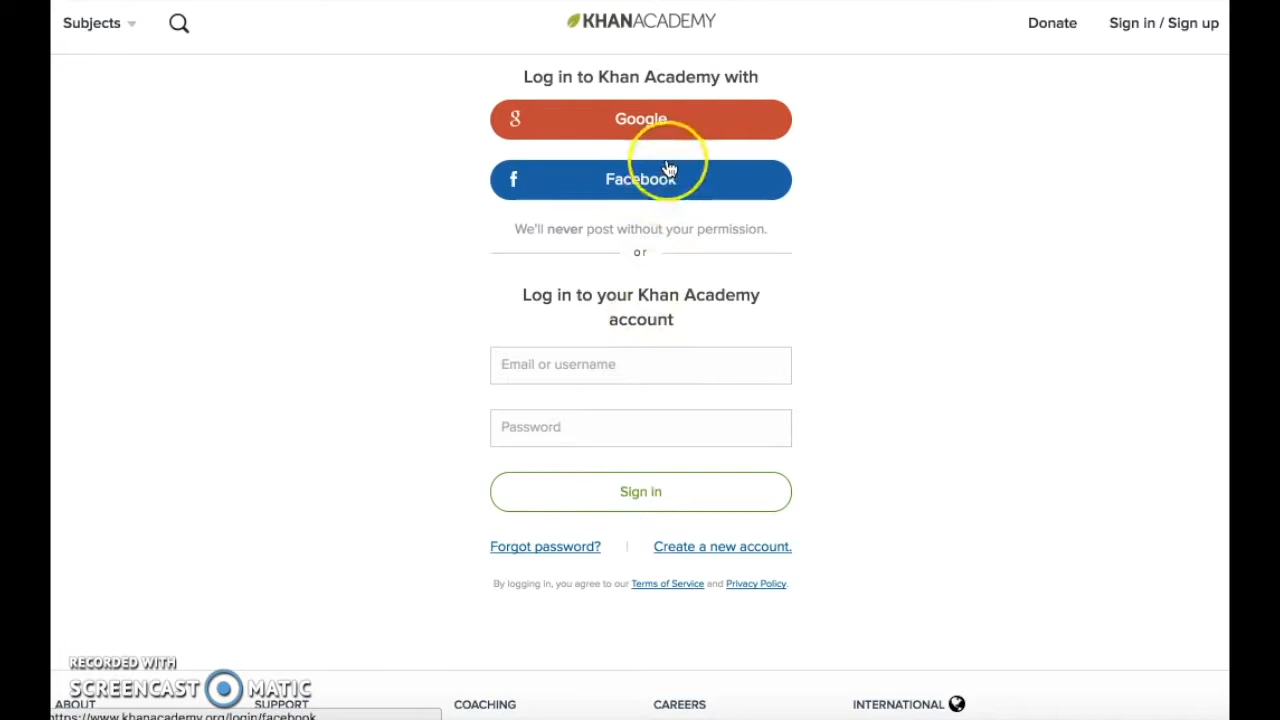 Subjects
KHANACADEMY
Donate
Sign in / Sign up
Log in to Khan Academy with
8 Google
f Facebook
We'll never post without your permission.
or
Log in to your Khan Academy
account
Email or username
Password
Sign in
Forgot password? | Create a new account.
By logging in, you agree to our Terms of Service and Privacy Policy.
RECORDED WITH
SCREENCAST MATIC
ABOUT
SUPPORT
COACHING
CAREERS
INTERNATIONAL
https://www.khanacademy.org/login/facebook